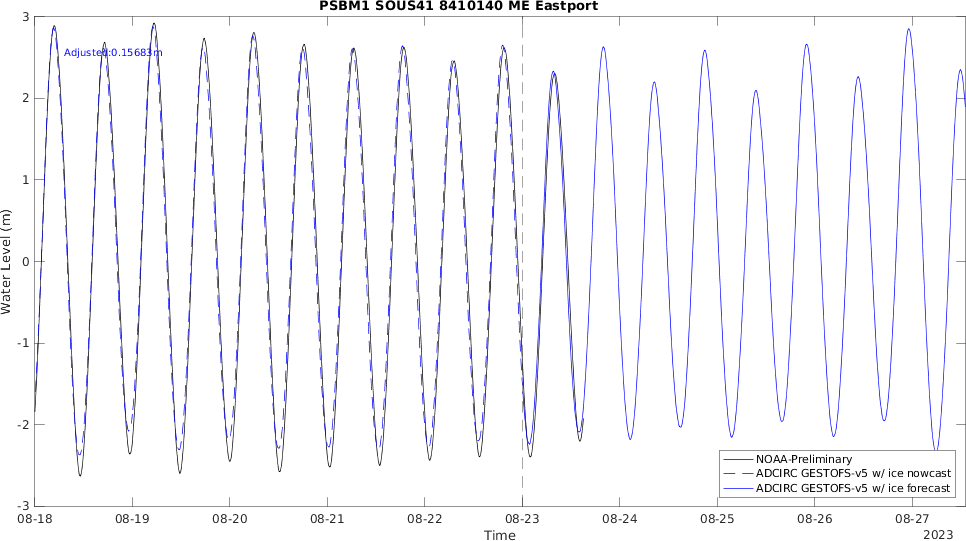 PSBM1 SOUS41 8410140 ME Eastport
Adjusted:0.15683m
3
2
1
0
-1
-2
-3
Water Level (m)
08-18 08-19 08-20 08-21 08-22 08-23 08-24 08-25 08-26 08-27
Time
2023
NOAA-Preliminary
ADCIRC GESTOFS-v5 w/ ice nowcast
ADCIRC GESTOFS-v5 w/ ice forecast